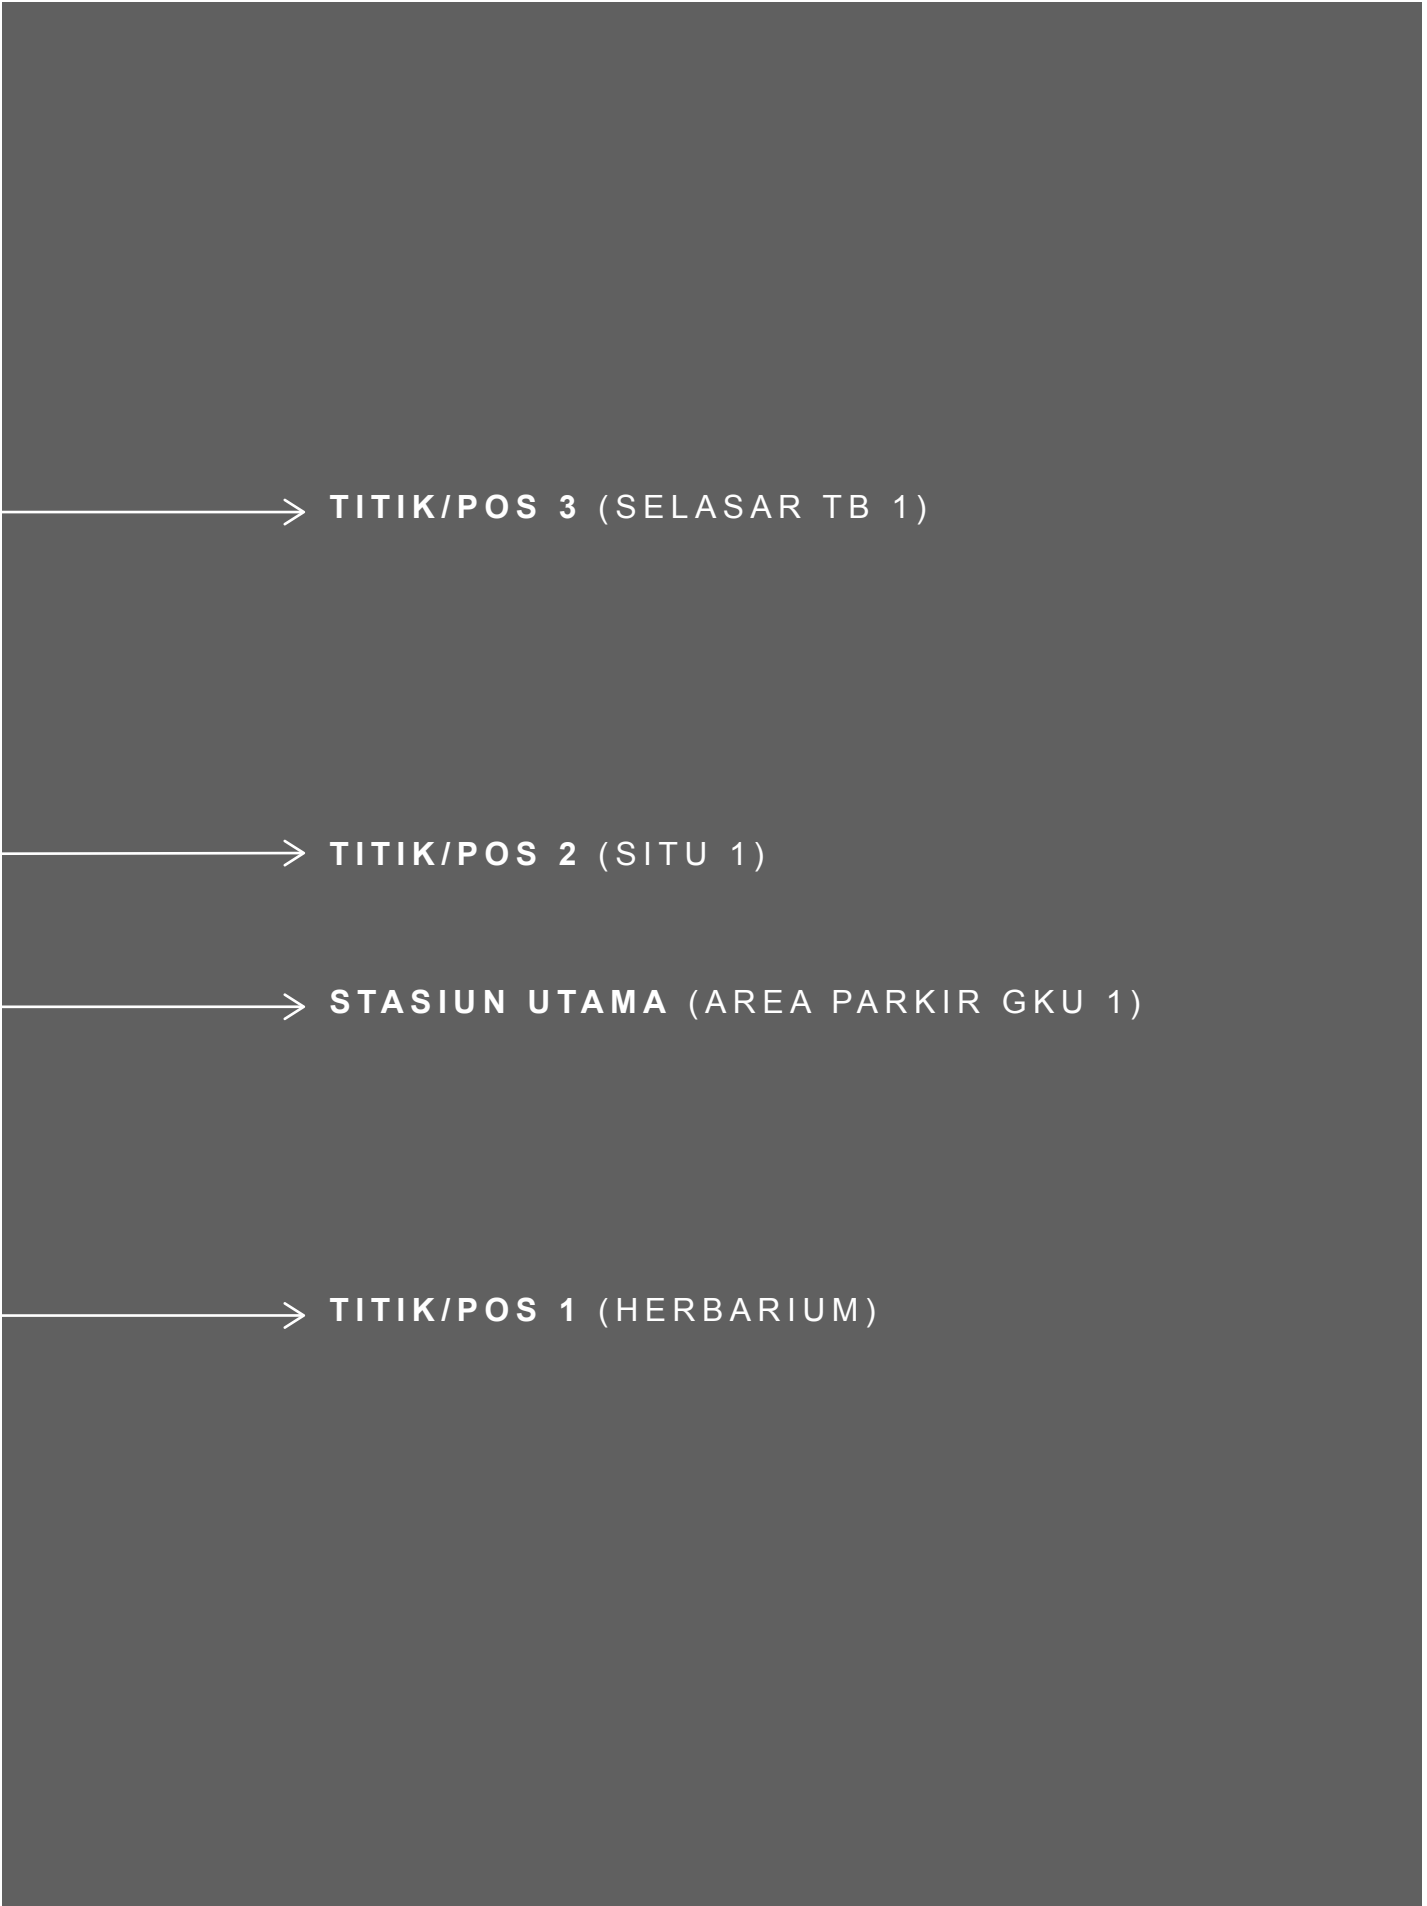 TITIK/POS 3 (SELASAR TB 1)
TITIK/POS 2 (SITU 1)
STASIUN UTAMA (AREA PARKIR GKU 1)
TITIK/POS 1 (HERBARIUM)